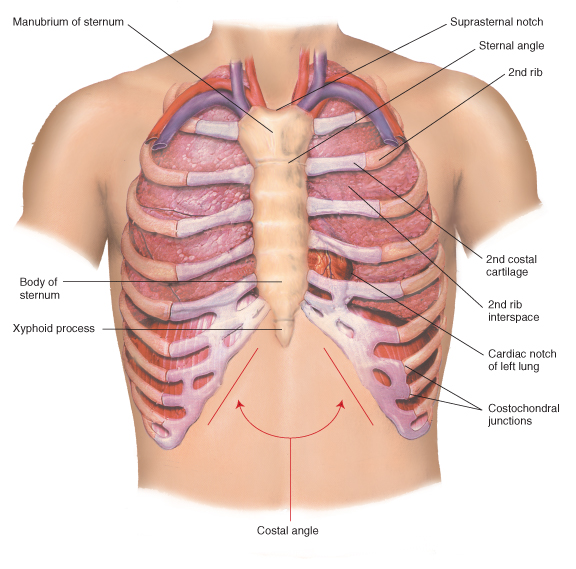 Manubrium of sternum
Suprasternal notch
Sternal angle
2nd rib
2nd costal
cartilage
Body of
sternum
2nd rib
interspace
Xyphoid process
Cardiac notch
of left lung
Costochondral
junctions
Costal angle